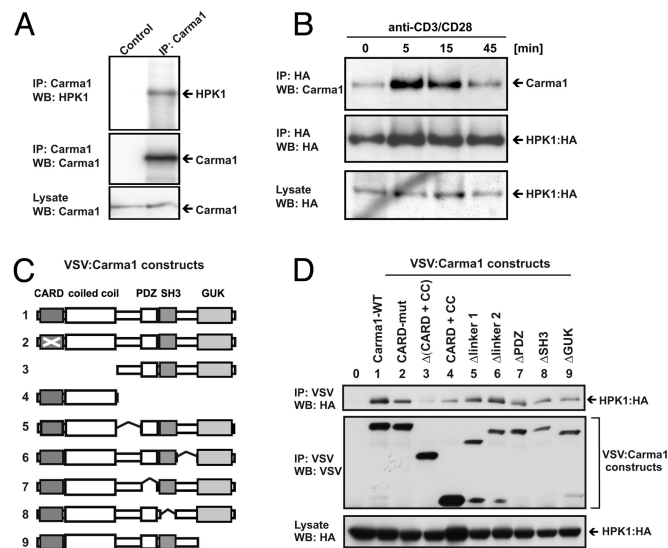 A
Control
IP: Carma1
IP: Carma1
WB: HPK1
← HPK1
IP: Carma1
WB: Carma1
← Carma1
Lysate
WB: Carma1
← Carma1
B
anti-CD3/CD28
0 5 15 45 [min]
IP: HA
WB: Carma1
← Carma1
IP: HA
WB: HA
← HPK1:HA
Lysate
WB: HA
← HPK1:HA
C
VSV:Carma1 constructs
CARD coiled coil PDZ SH3 GUK
1
2
3
4
5
6
7
8
9
D
VSV:Carma1 constructs
Carma1-WT
CARD-mut
Δ(CARD + CC)
CARD + CC
Δlinker 1
Δlinker 2
ΔPDZ
ΔSH3
ΔGUK
0 1 2 3 4 5 6 7 8 9
IP: VSV
WB: HA
← HPK1:HA
IP: VSV
WB: VSV
VSV:Carma1
constructs
Lysate
WB: HA
← HPK1:HA